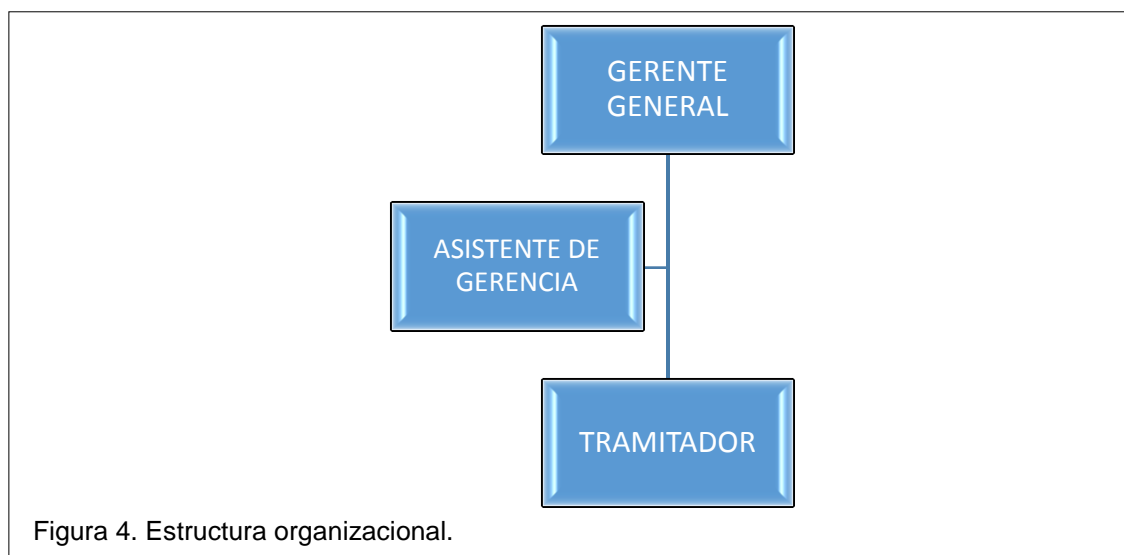 GERENTE
GENERAL
ASISTENTE DE
GERENCIA
TRAMITADOR
Figura 4. Estructura organizacional.